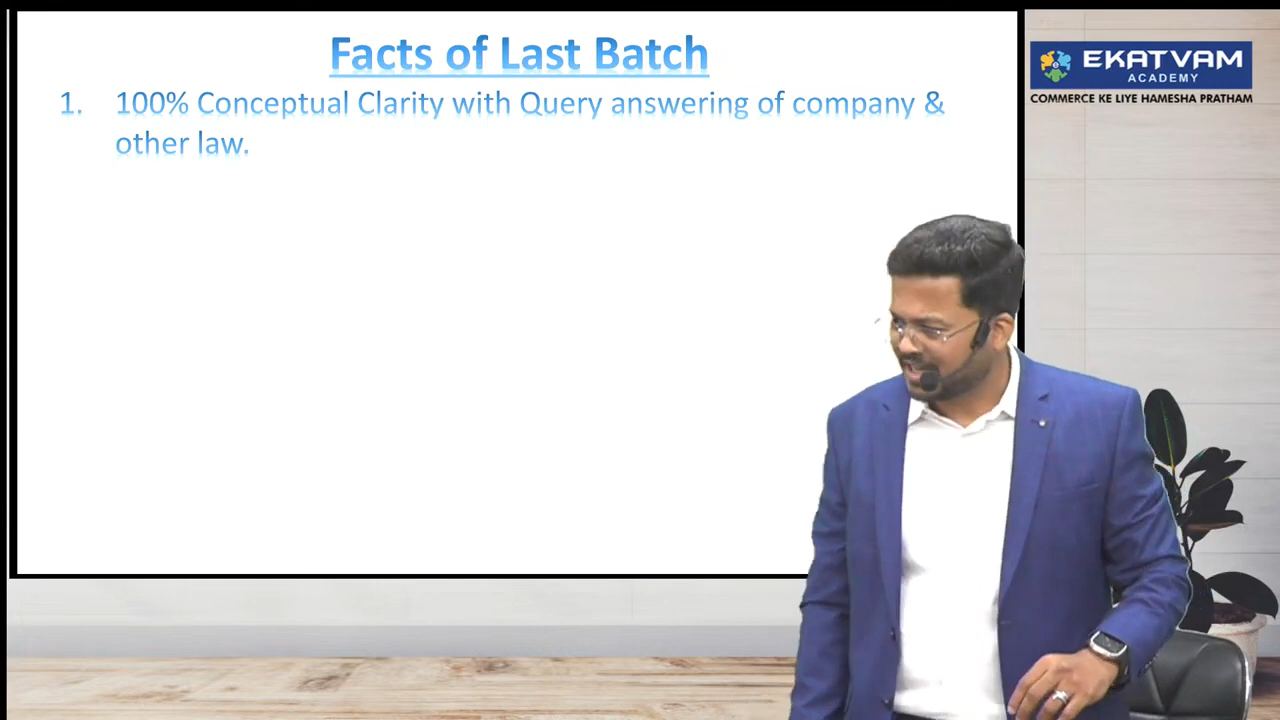 Facts of Last Batch
1. 100% Conceptual Clarity with Query answering of company &
other law.
EKATVAM
ACADEMY
COMMERCE KE LIYE HAMESHA PRATHAM